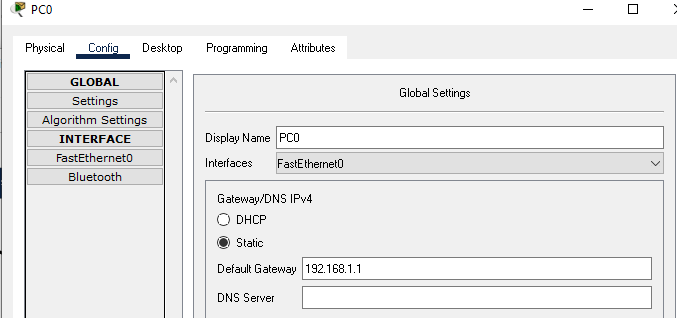 PC0
Physical Config Desktop Programming Attributes
GLOBAL
Settings
Algorithm Settings
INTERFACE
FastEthernet0
Bluetooth
Global Settings
Display Name PC0
Interfaces FastEthernet0
Gateway/DNS IPv4
DHCP
Static
Default Gateway 192.168.1.1
DNS Server